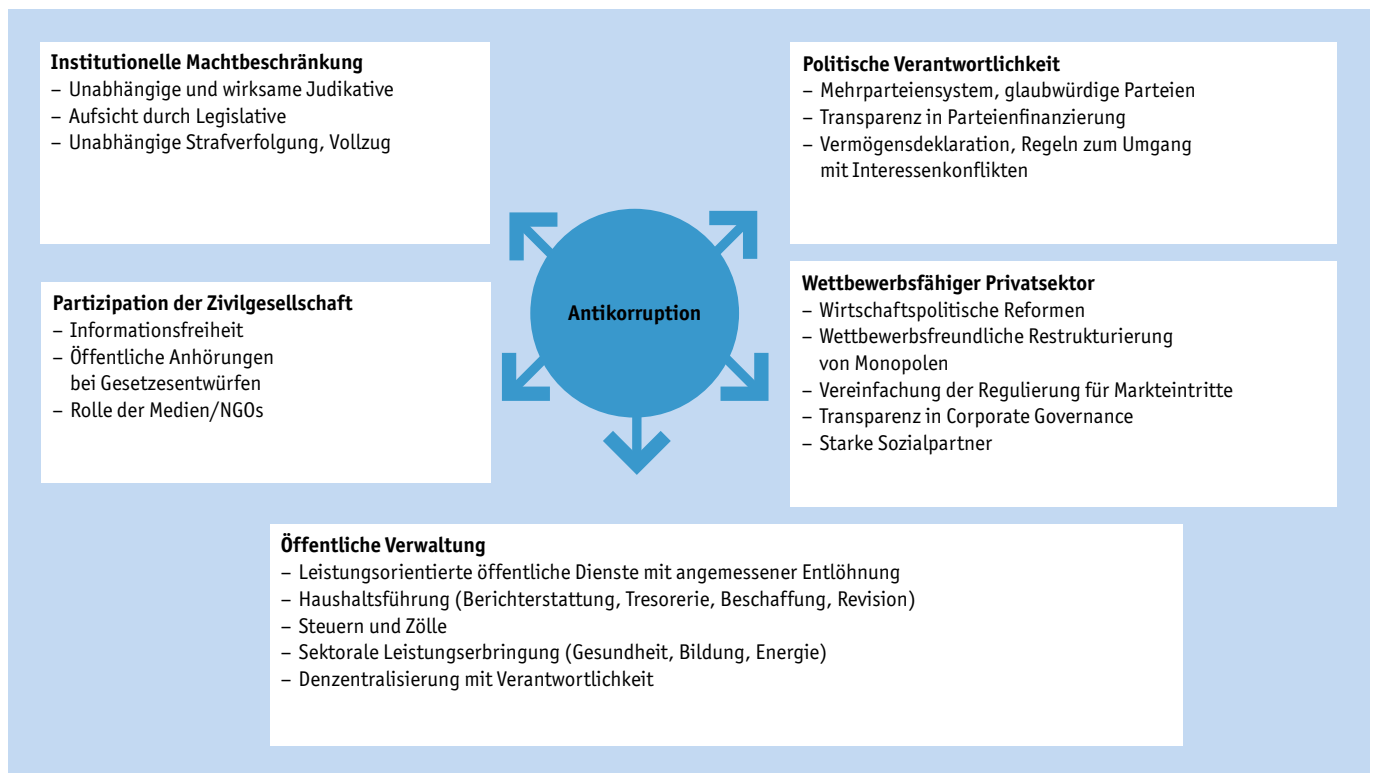 Institutionelle Machtbeschränkung
– Unabhängige und wirksame Judikative
– Aufsicht durch Legislative
– Unabhängige Strafverfolgung, Vollzug
Politische Verantwortlichkeit
– Mehrparteiensystem, glaubwürdige Parteien
– Transparenz in Parteienfinanzierung
– Vermögensdeklaration, Regeln zum Umgang
mit Interessenkonflikten
Partizipation der Zivilgesellschaft
– Informationsfreiheit
– Öffentliche Anhörungen
bei Gesetzesentwürfen
– Rolle der Medien/NGOs
Antikorruption
Wettbewerbsfähiger Privatsektor
– Wirtschaftspolitische Reformen
– Wettbewerbsfreundliche Restrukturierung
von Monopolen
– Vereinfachung der Regulierung für Markteintritte
– Transparenz in Corporate Governance
– Starke Sozialpartner
Öffentliche Verwaltung
– Leistungsorientierte öffentliche Dienste mit angemessener Entlöhnung
– Haushaltsführung (Berichterstattung, Tresorerie, Beschaffung, Revision)
– Steuern und Zölle
– Sektorale Leistungserbringung (Gesundheit, Bildung, Energie)
– Denzentralisierung mit Verantwortlichkeit